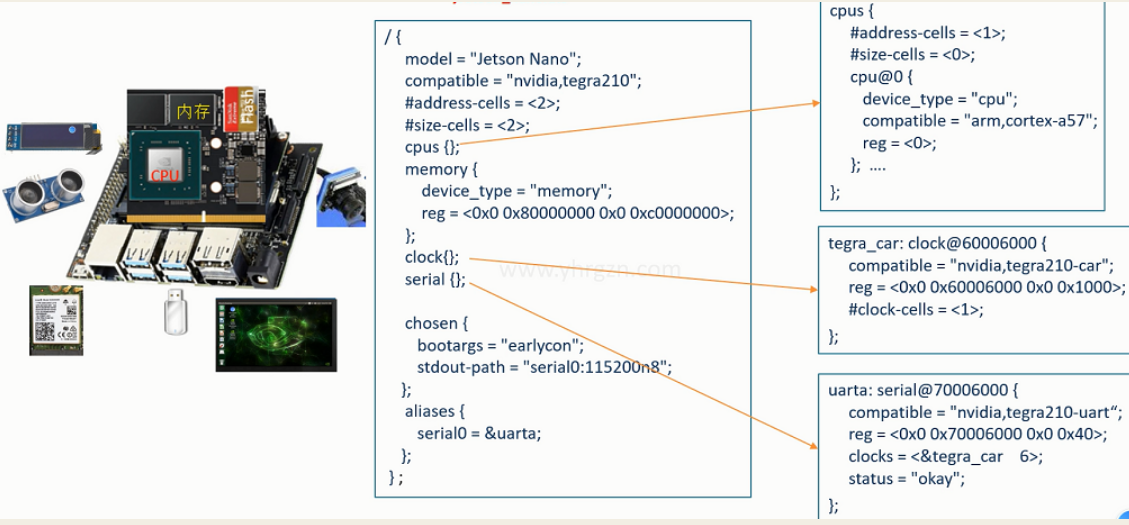 内存
SanDisk
Flash
CPU
/ {
model = "Jetson Nano";
compatible = "nvidia,tegra210";
#address-cells = <2>;
#size-cells = <2>;
cpus {};
memory {
device_type = "memory";
reg = <0x0 0x80000000 0x0 0xc0000000>;
};
clock{};
serial {};
chosen {
bootargs = "earlycon";
stdout-path = "serial0:115200n8";
};
aliases {
serial0 = &uarta;
};
};
www.yhrgzn.com
cpus {
#address-cells = <1>;
#size-cells = <0>;
cpu@0 {
device_type = "cpu";
compatible = "arm,cortex-a57";
reg = <0>;
}; ....
};
tegra_car: clock@60006000 {
compatible = "nvidia,tegra210-car";
reg = <0x0 0x60006000 0x0 0x1000>;
#clock-cells = <1>;
};
uarta: serial@70006000 {
compatible = "nvidia,tegra210-uart“;
reg = <0x0 0x70006000 0x0 0x40>;
clocks = <&tegra_car 6>;
status = "okay";
};